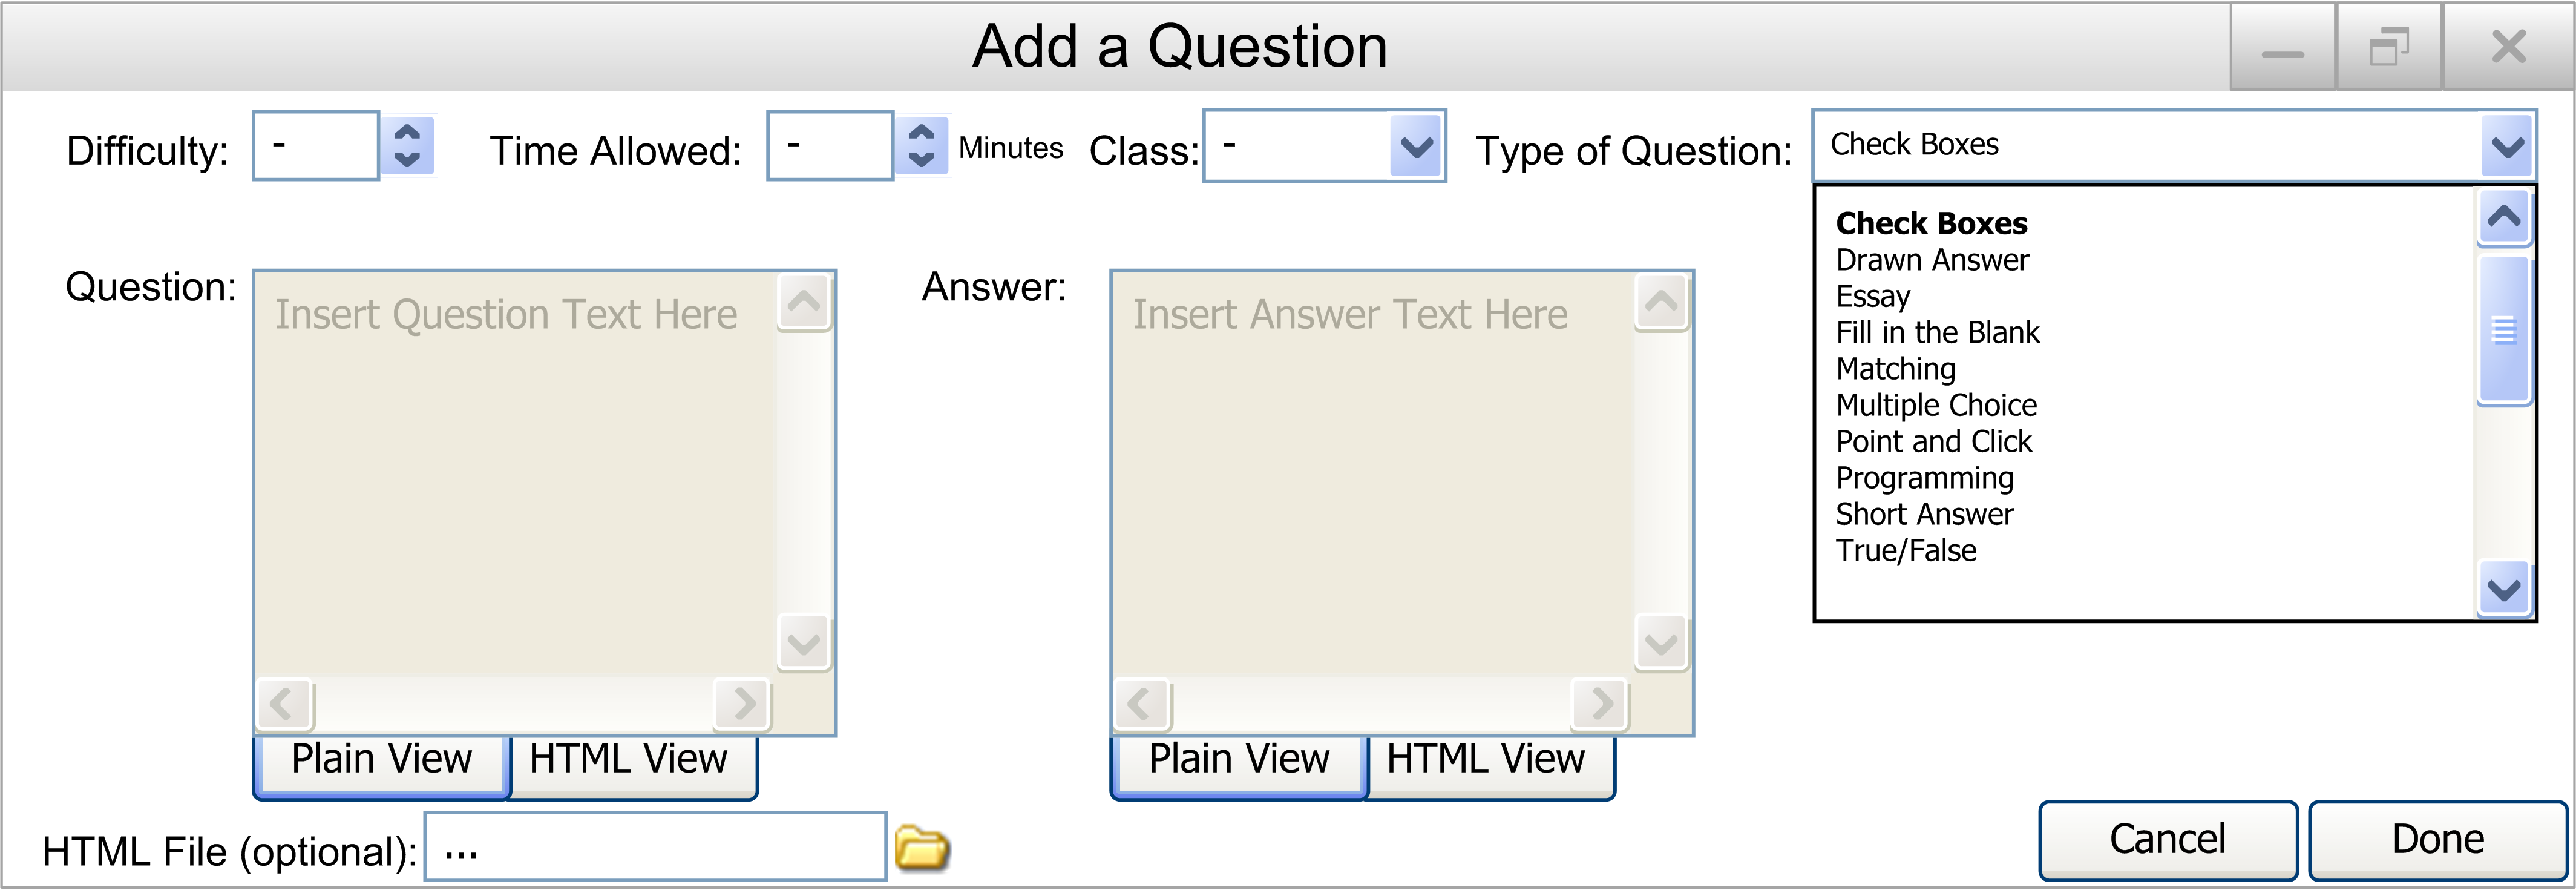 Add a Question
Difficulty: - Time Allowed: - Minutes Class: - Type of Question: Check Boxes
Check Boxes
Drawn Answer
Essay
Fill in the Blank
Matching
Multiple Choice
Point and Click
Programming
Short Answer
True/False
Question: Insert Question Text Here
Plain View HTML View
Answer: Insert Answer Text Here
Plain View HTML View
HTML File (optional): ...
Cancel Done